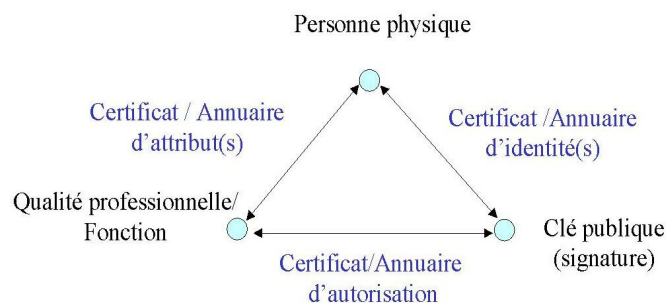 Personne physique
Certificat / Annuaire
d'attribut(s)
Certificat /Annuaire
d'identité(s)
Qualité professionnelle/
Fonction
Clé publique
(signature)
Certificat/Annuaire
d'autorisation